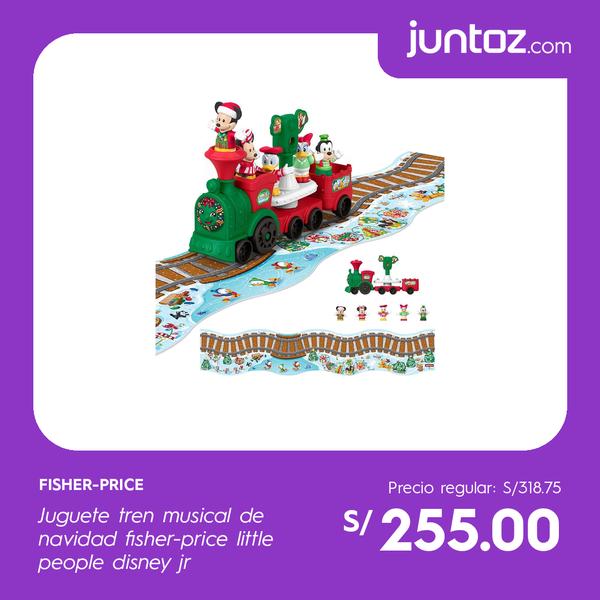 juntoz.com
FISHER-PRICE
Juguete tren musical de
navidad fisher-price little
people disney jr
Precio regular: S/318.75
S/ 255.00